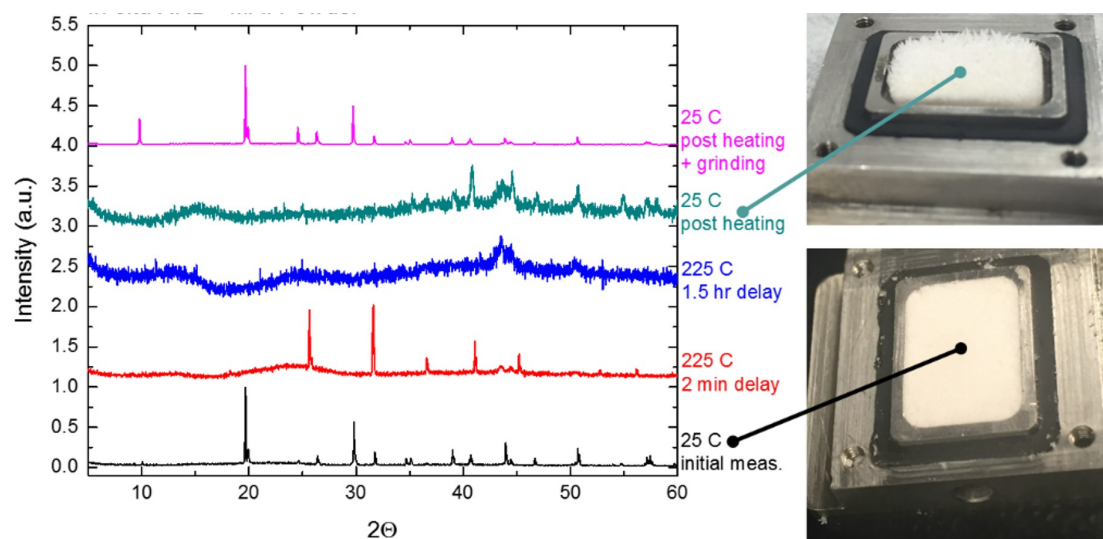 5.5
5.0
4.5
4.0
3.5
3.0
2.5
2.0
1.5
1.0
0.5
0.0
Intensity (a.u.)
10 20 30 40 50 60
2Θ
25 C
post heating
+ grinding
25 C
post heating
225 C
1.5 hr delay
225 C
2 min delay
25 C
initial meas.